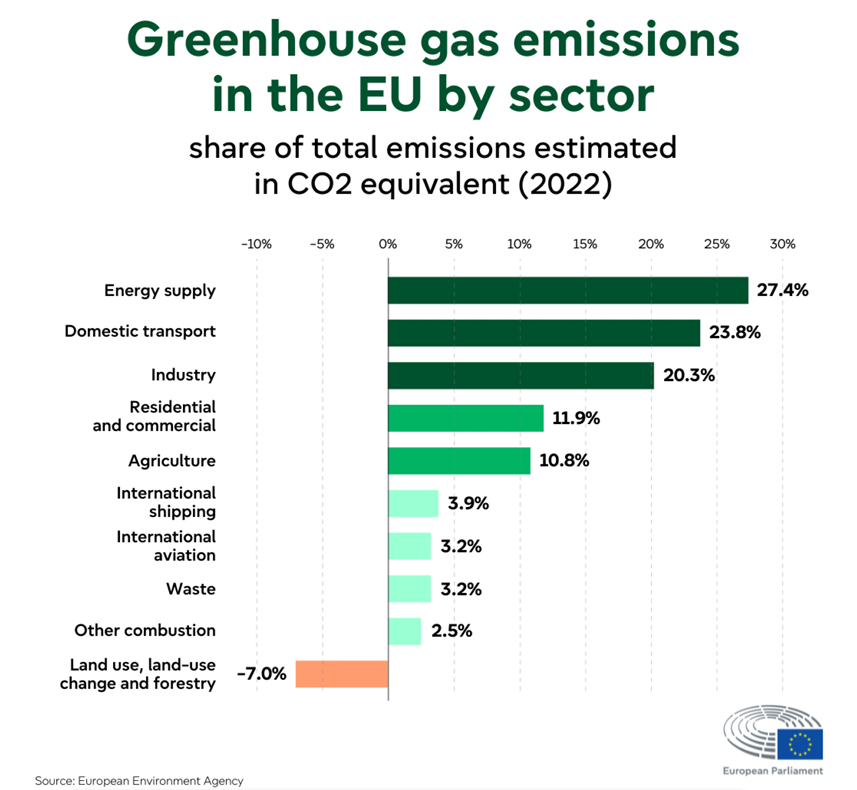 Greenhouse gas emissions
in the EU by sector
share of total emissions estimated
in CO2 equivalent (2022)
−10% −5% 0% 5% 10% 15% 20% 25% 30%
Energy supply 27.4%
Domestic transport 23.8%
Industry 20.3%
Residential
and commercial 11.9%
Agriculture 10.8%
International
shipping 3.9%
International
aviation 3.2%
Waste 3.2%
Other combustion 2.5%
Land use, land-use
change and forestry −7.0%
European Parliament
Source: European Environment Agency